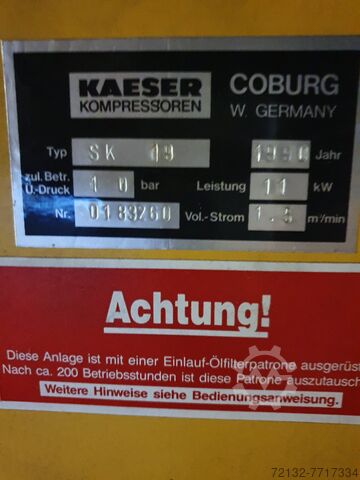 KAESER COBURG
KOMPRESSOREN W. GERMANY
Typ SK 19 1990 Jahr
zul. Betr. Ü.-Druck 10 bar Leistung 11 kW
Nr. 0183760 Vol.-Strom 1.5 m³/min
Achtung!
Diese Anlage ist mit einer Einlauf-Ölfilterpatrone ausgerüst
Nach ca. 200 Betriebsstunden ist diese Patrone auszutausch
Weitere Hinweise siehe Bedienungsanweisung.
72132-7717334